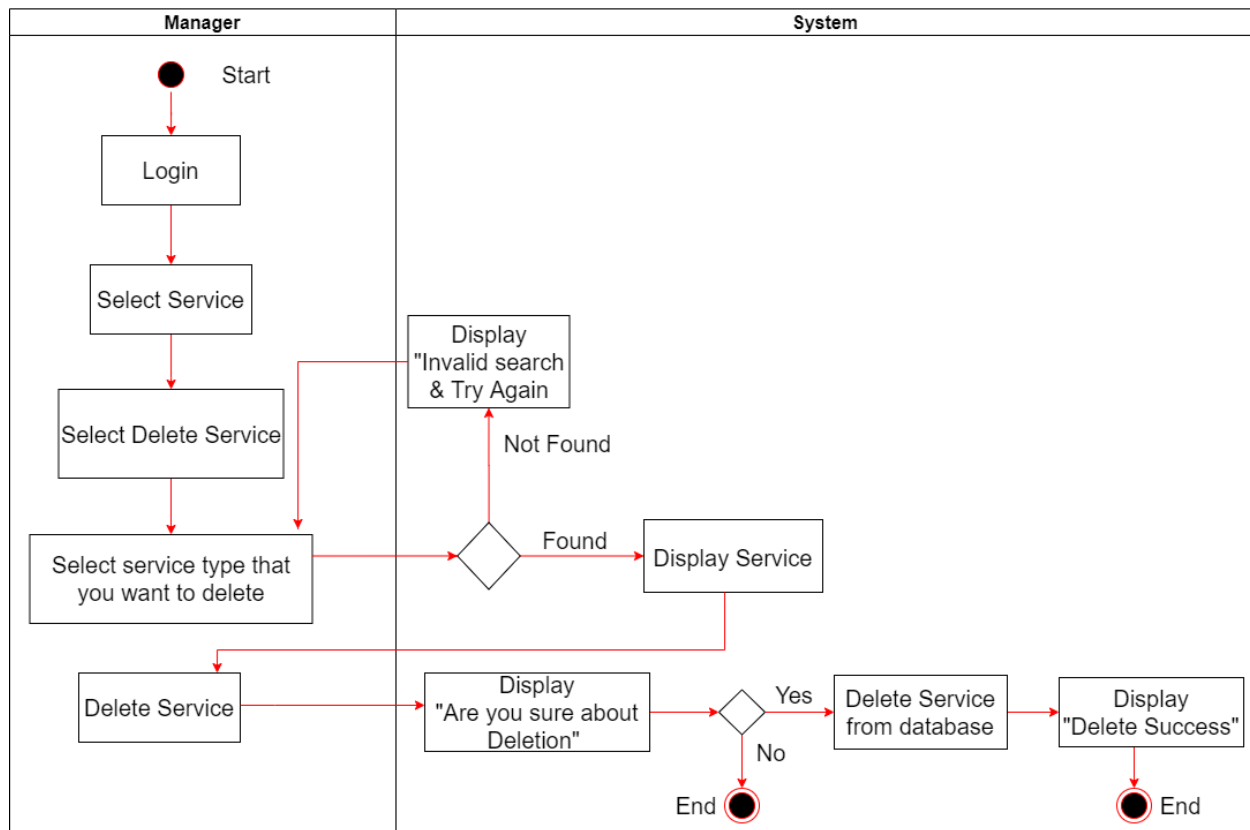 Manager
System
Start
Login
Select Service
Display
"Invalid search
& Try Again
Select Delete Service
Not Found
Found
Select service type that
you want to delete
Display Service
Delete Service
Display
"Are you sure about
Deletion"
Yes
No
Delete Service
from database
Display
"Delete Success"
End
End